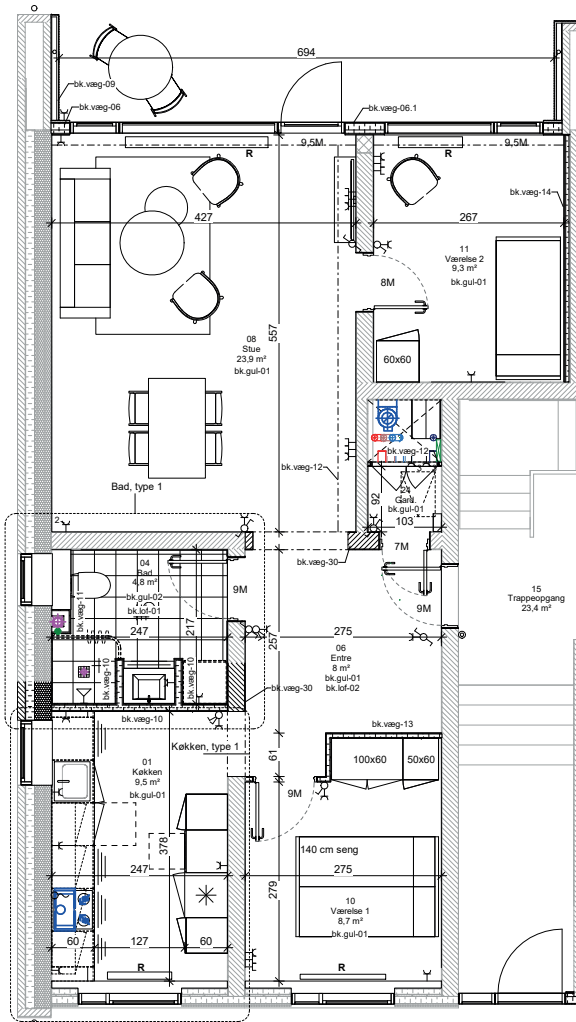 694
bk.væg-09
bk.væg-06
bk.væg-06.1
R
9,5M
R
9,5M
bk.væg-14
427
267
11
Værelse 2
9,3 m²
bk.gul-01
8M
08
Stue
23,9 m²
bk.gul-01
557
60x60
bk.væg-12
bk.væg-12
92
24
Gard.
bk.gul-01
103
Bad, type 1
2
7M
bk.væg-30
04
Bad
4,8 m²
bk.gul-02
bk.lof-01
9M
9M
15
Trappeopgang
23,4 m²
bk.væg-11
247
217
257
275
06
Entre
8 m²
bk.gul-01
bk.lof-02
bk.væg-10
bk.væg-10
bk.væg-30
bk.væg-10
bk.væg-13
Køkken, type 1
61
100x60
50x60
01
Køkken
9,5 m²
bk.gul-01
9M
378
140 cm seng
247
275
279
10
Værelse 1
8,7 m²
bk.gul-01
60
127
60
R
R